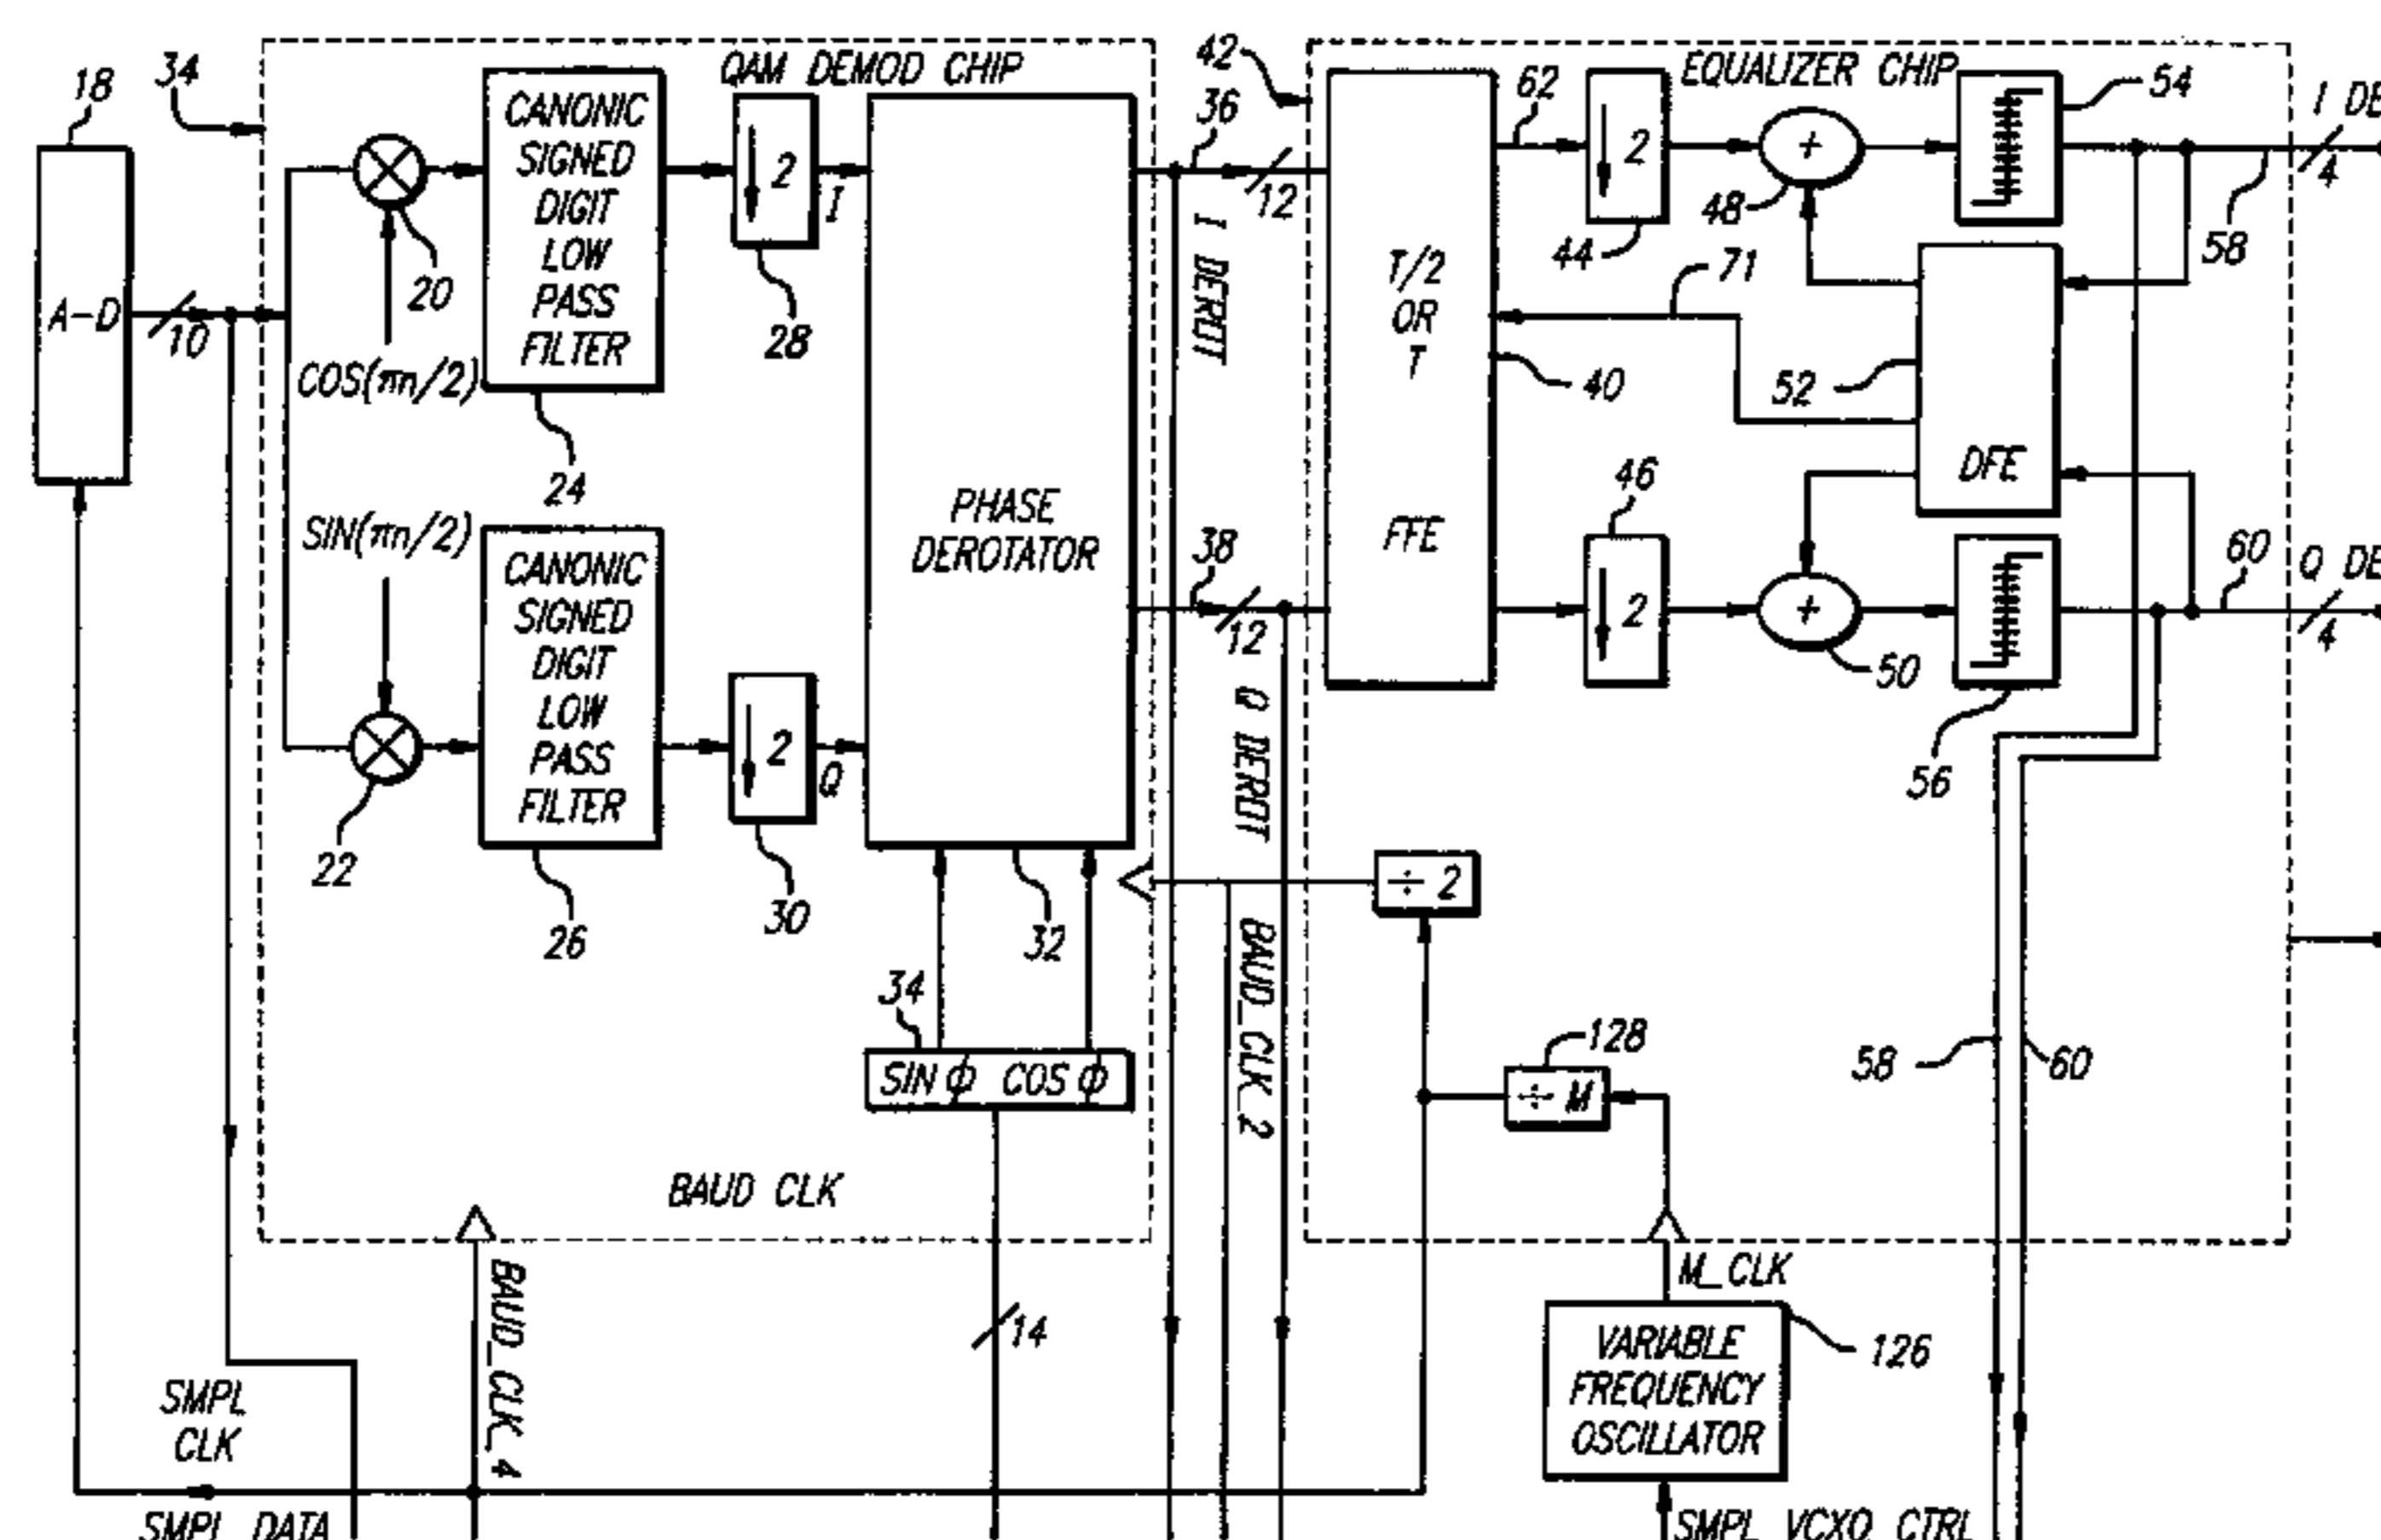 QAM DEMOD CHIP
EQUALIZER CHIP
18
34
42
62
54
36
CANONIC
SIGNED
DIGIT
LOW
PASS
FILTER
2
I
12
2
+
48
4
58
20
28
I DEROT
44
71
A-D
10
COS(πn/2)
T/2
OR
T
40
52
24
SIN(πn/2)
PHASE
DEROTATOR
FFE
46
DFE
38
60
CANONIC
SIGNED
DIGIT
LOW
PASS
FILTER
12
2
+
50
4
2
Q
Q DEROT
56
22
26
30
32
÷ 2
BAUD_CLK_2
34
SIN ϕ COS ϕ
128
÷ M
58
60
BAUD CLK
BAUD_CLK_4
M_CLK
14
VARIABLE
FREQUENCY
OSCILLATOR
126
SMPL
CLK
SMPL DATA
SMPL VCXO CTRL